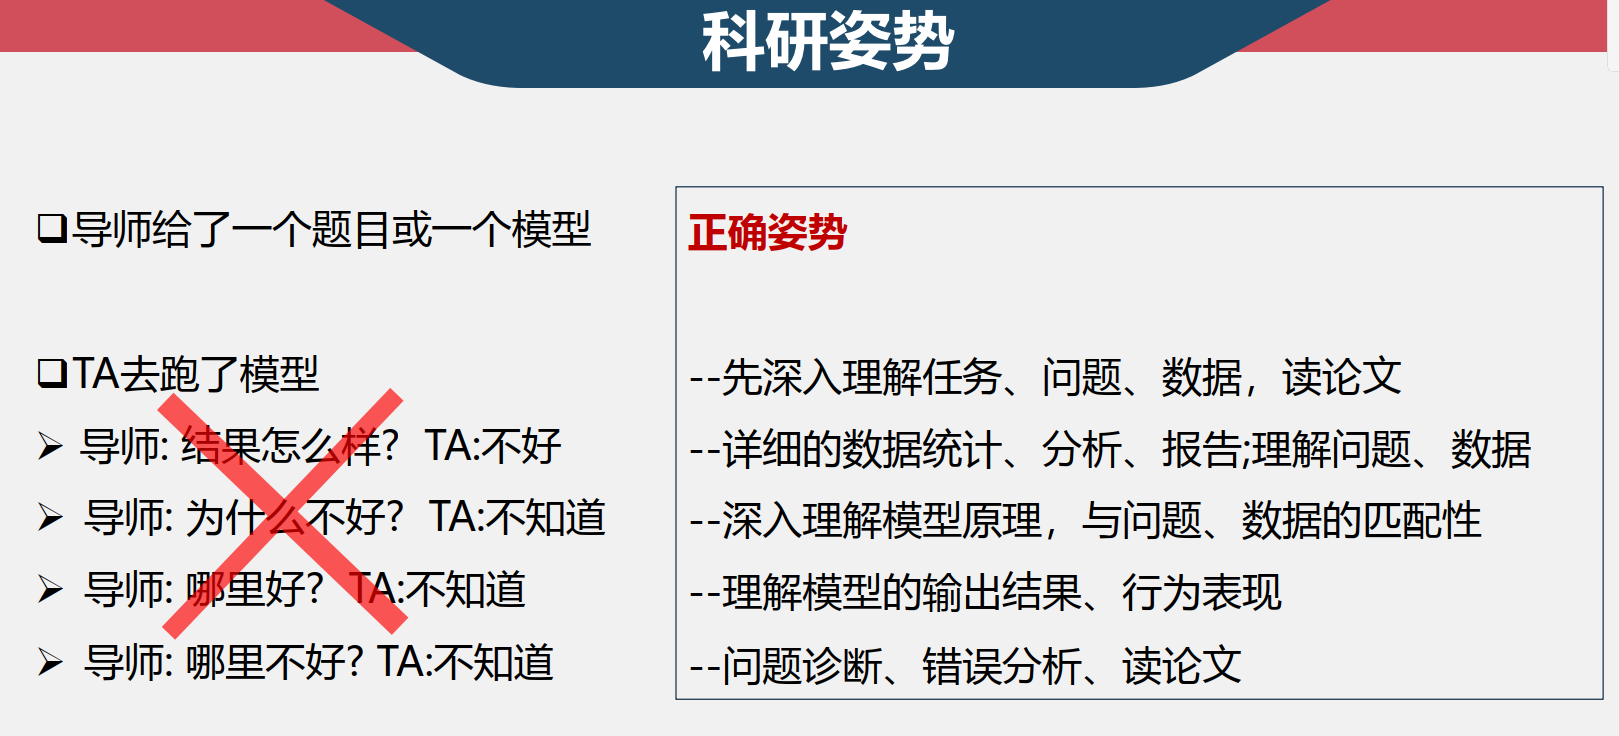 科研姿势
导师给了一个题目或一个模型
TA去跑了模型
导师: 结果怎么样? TA:不好
导师: 为什么不好? TA:不知道
导师: 哪里好? TA:不知道
导师: 哪里不好? TA:不知道
正确姿势
--先深入理解任务、问题、数据，读论文
--详细的数据统计、分析、报告;理解问题、数据
--深入理解模型原理，与问题、数据的匹配性
--理解模型的输出结果、行为表现
--问题诊断、错误分析、读论文